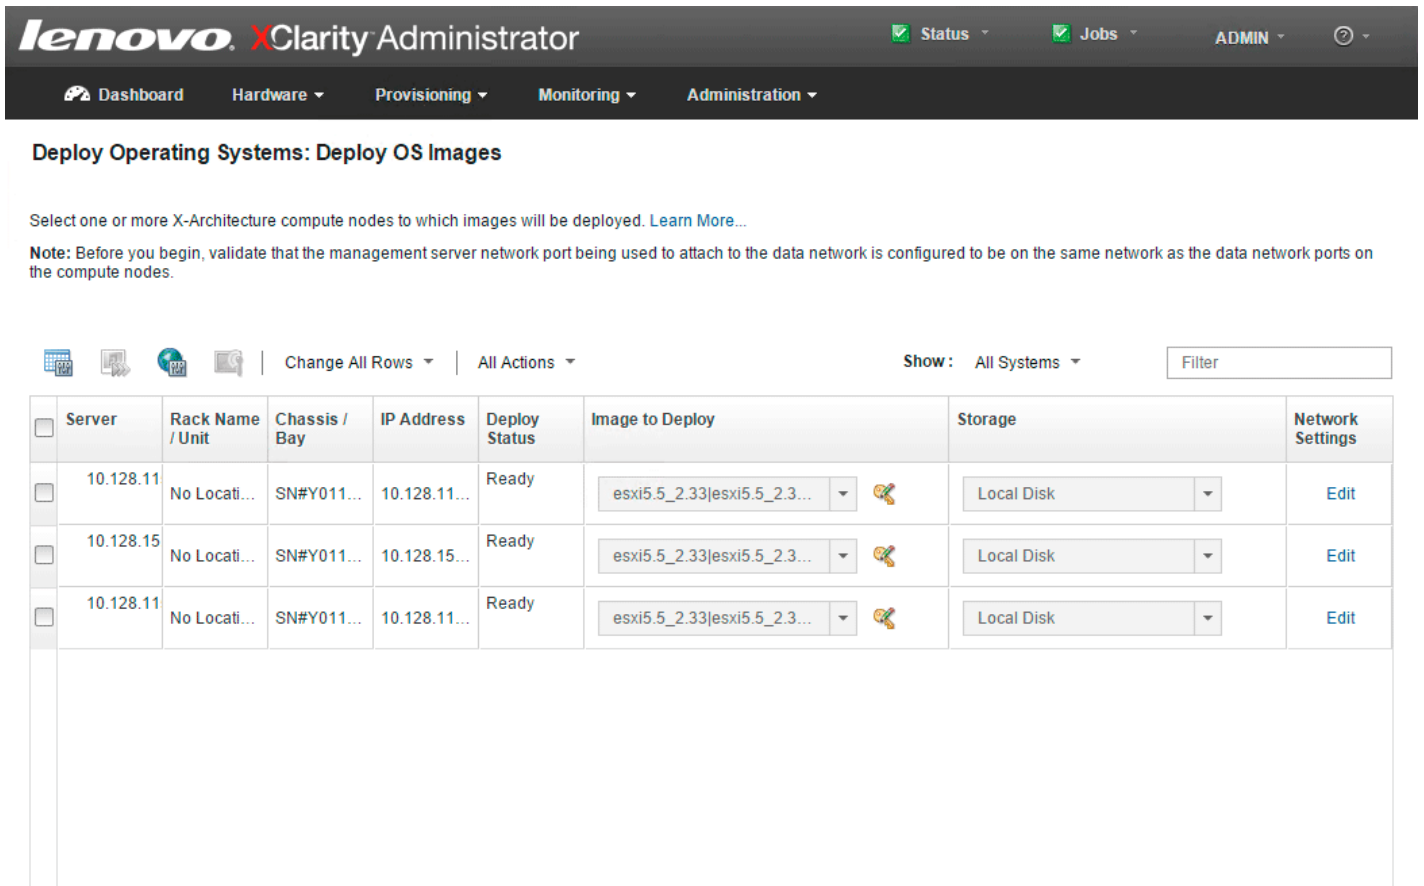 lenovo. XClarity Administrator Status Jobs ADMIN ?
Dashboard Hardware Provisioning Monitoring Administration
Deploy Operating Systems: Deploy OS Images
Select one or more X-Architecture compute nodes to which images will be deployed. Learn More...
Note: Before you begin, validate that the management server network port being used to attach to the data network is configured to be on the same network as the data network ports on
the compute nodes.
Change All Rows All Actions Show: All Systems Filter
Server Rack Name / Unit Chassis / Bay IP Address Deploy Status Image to Deploy Storage Network Settings
10.128.11 No Locati... SN#Y011... 10.128.11... Ready esxi5.5_2.33|esxi5.5_2.3... Local Disk Edit
10.128.15 No Locati... SN#Y011... 10.128.15... Ready esxi5.5_2.33|esxi5.5_2.3... Local Disk Edit
10.128.11 No Locati... SN#Y011... 10.128.11... Ready esxi5.5_2.33|esxi5.5_2.3... Local Disk Edit